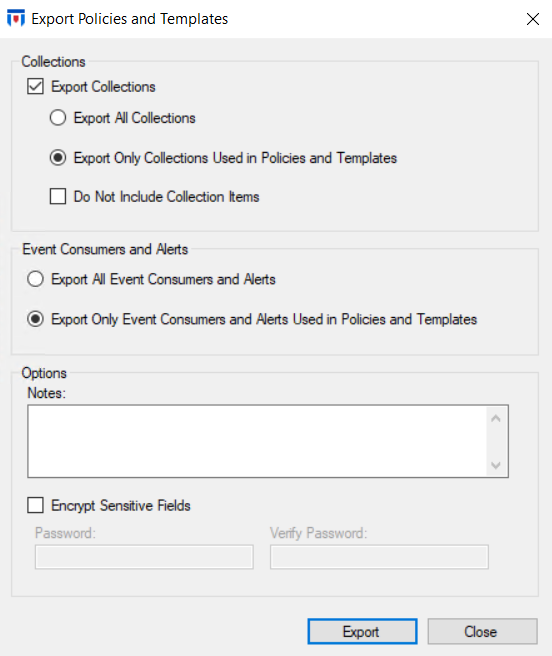 Export Policies and Templates
Collections
Export Collections
Export All Collections
Export Only Collections Used in Policies and Templates
Do Not Include Collection Items
Event Consumers and Alerts
Export All Event Consumers and Alerts
Export Only Event Consumers and Alerts Used in Policies and Templates
Options
Notes:
Encrypt Sensitive Fields
Password: Verify Password:
Export Close